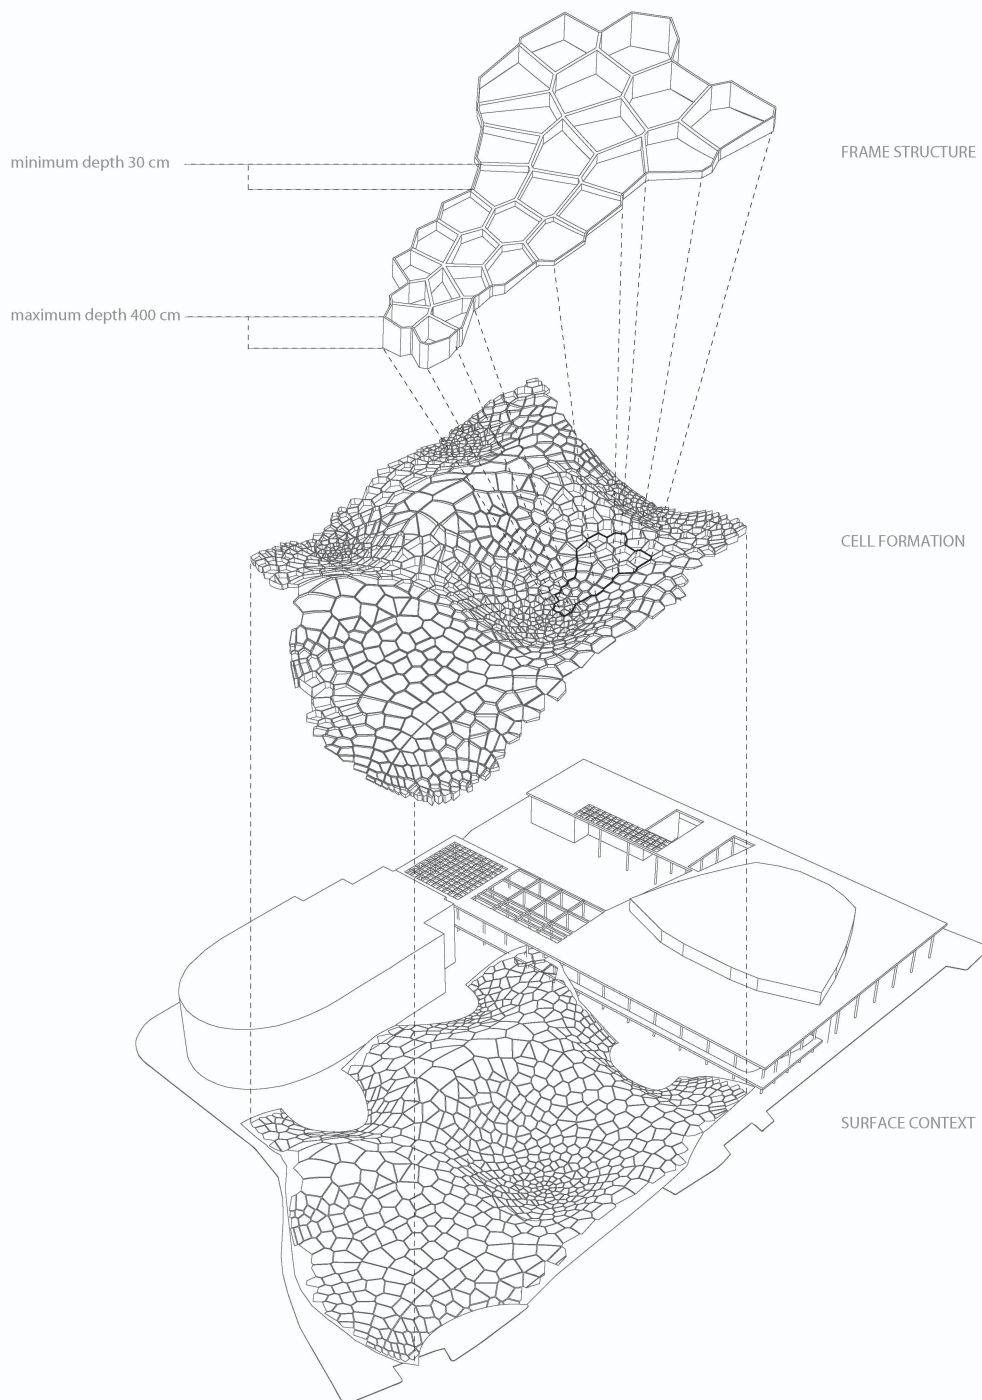 FRAME STRUCTURE
minimum depth 30 cm
maximum depth 400 cm
CELL FORMATION
SURFACE CONTEXT